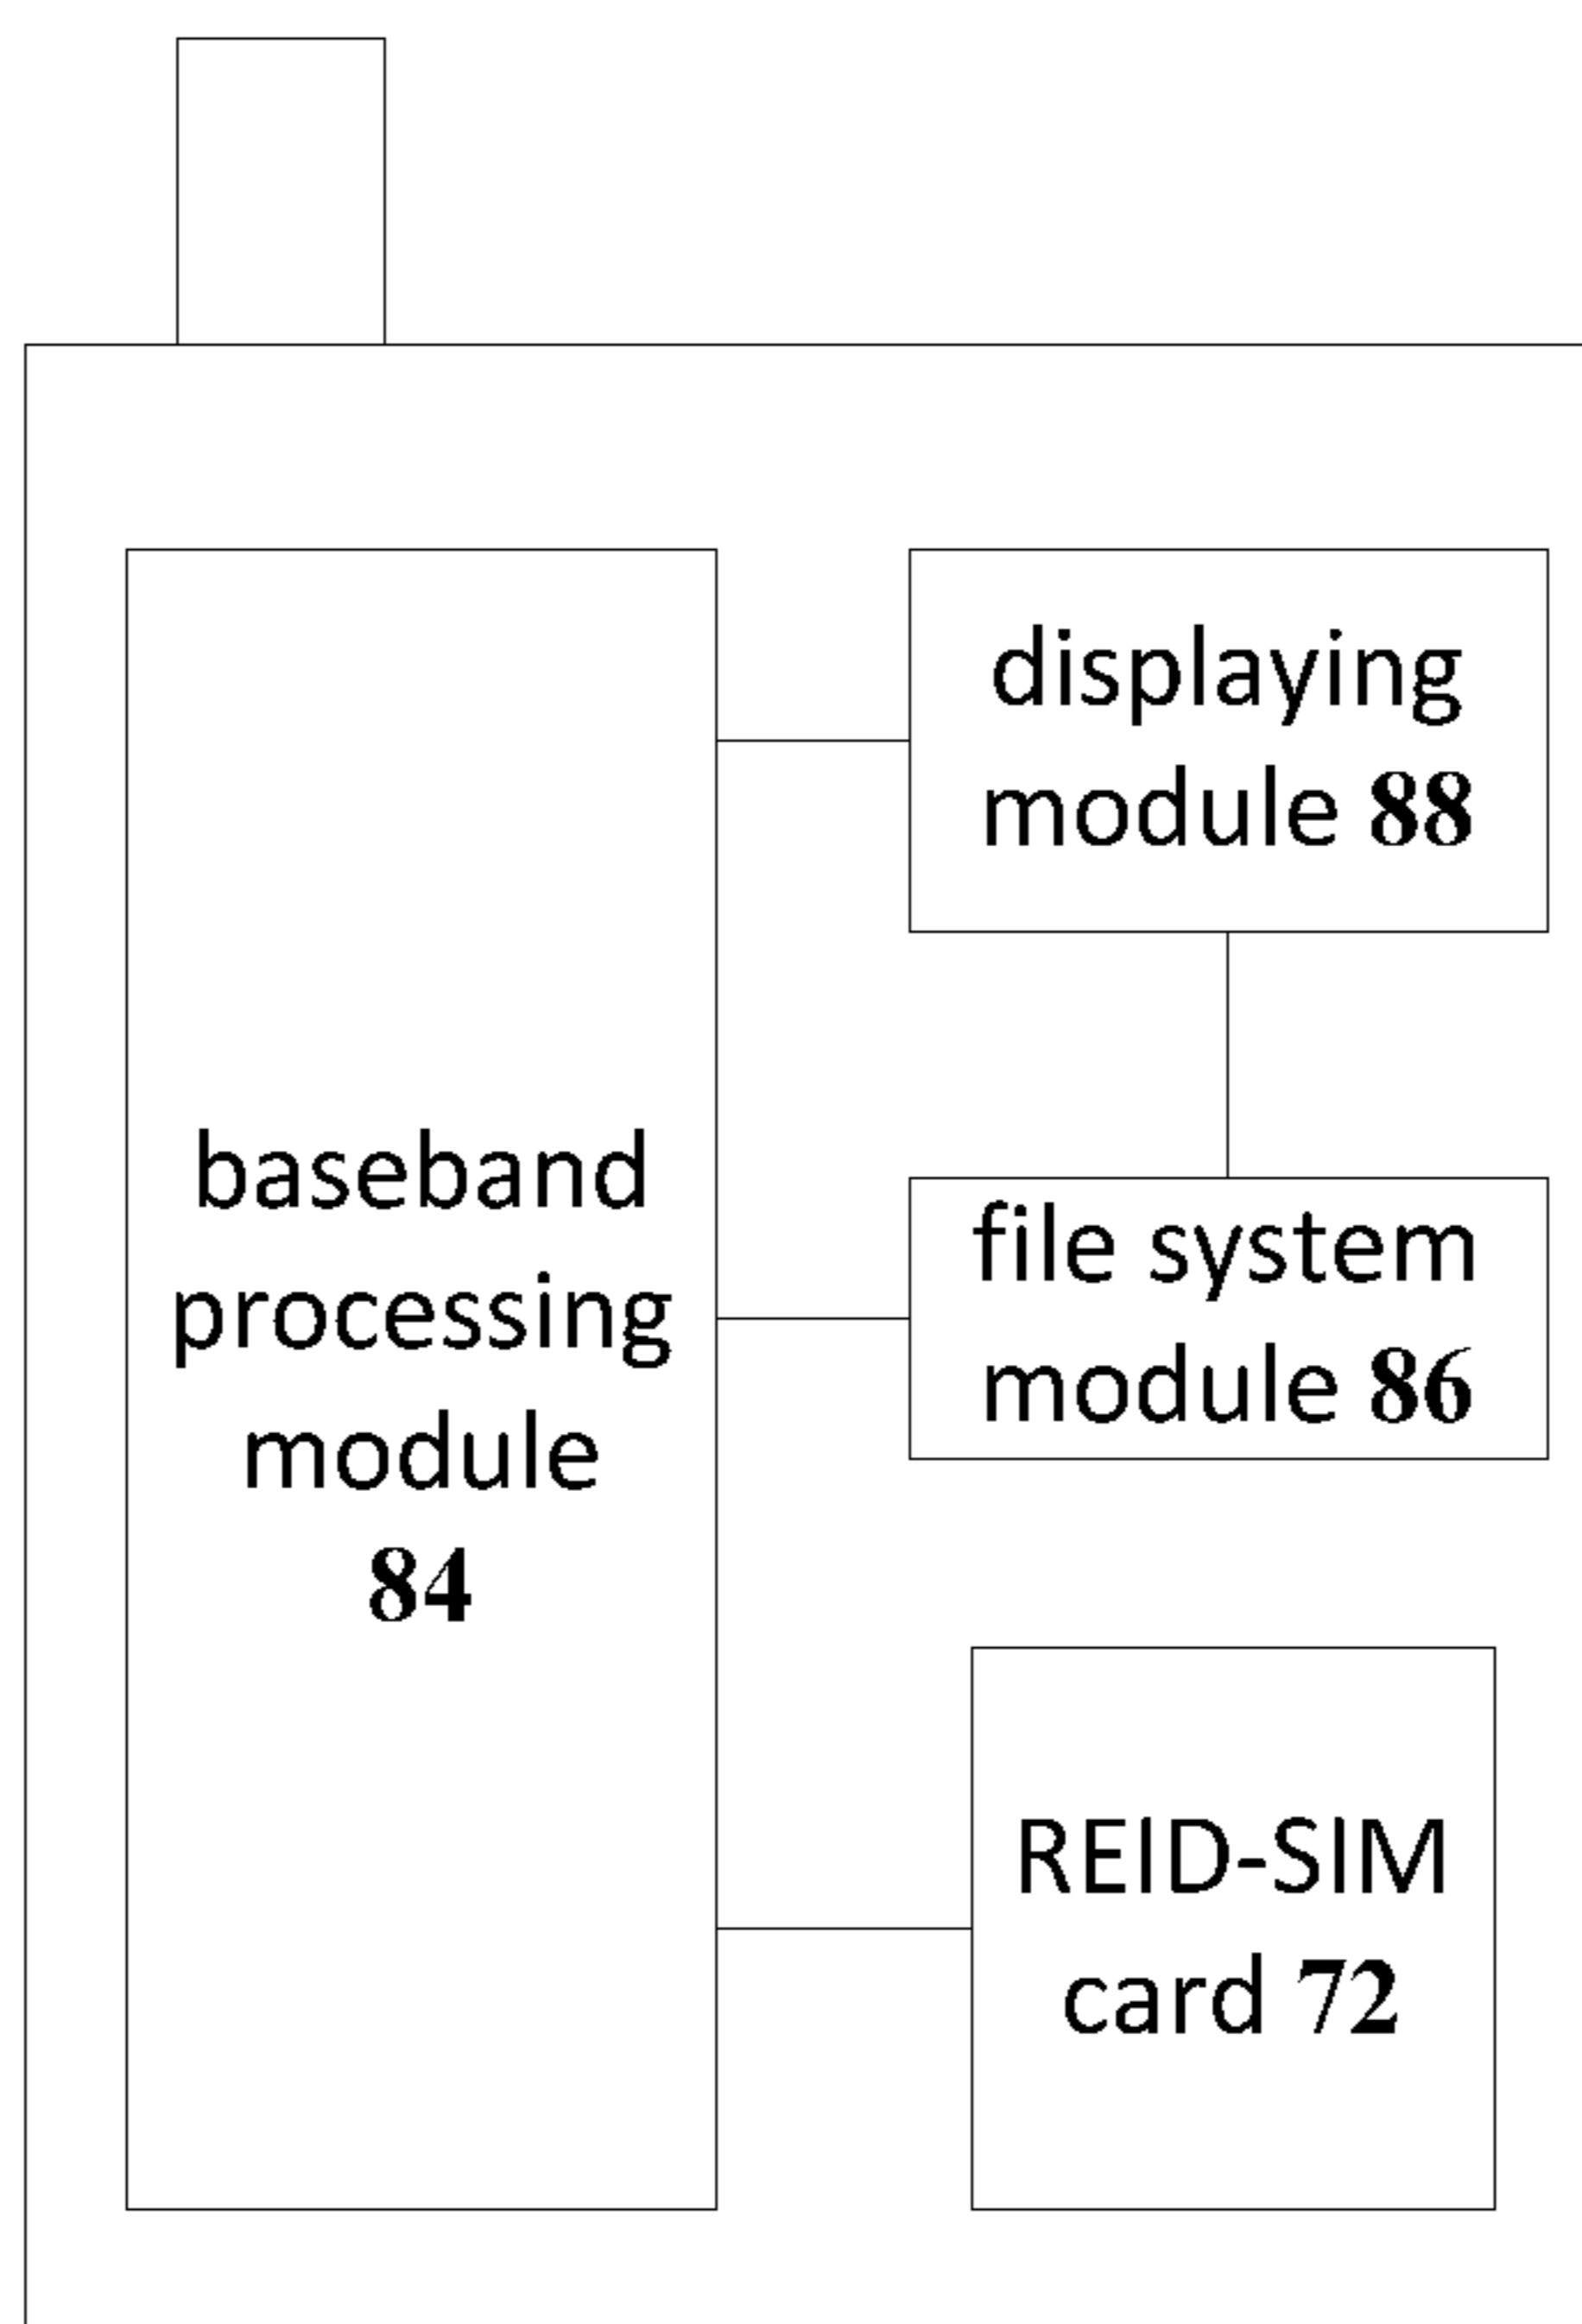 displaying
module 88
baseband
processing
module
84
file system
module 86
REID-SIM
card 72